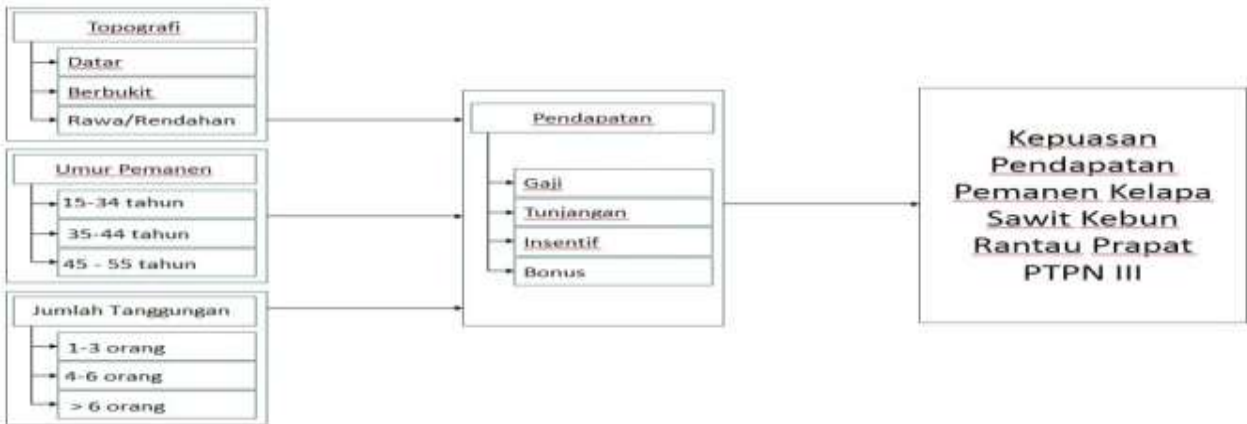 Topografi
Datar
Berbukit
Rawa/Rendahan
Umur Pemanen
15-34 tahun
35-44 tahun
45 - 55 tahun
Jumlah Tanggungan
1-3 orang
4-6 orang
> 6 orang
Pendapatan
Gaji
Tunjangan
Insentif
Bonus
Kepuasan
Pendapatan
Pemanen Kelapa
Sawit Kebun
Rantau Prapat
PTPN III